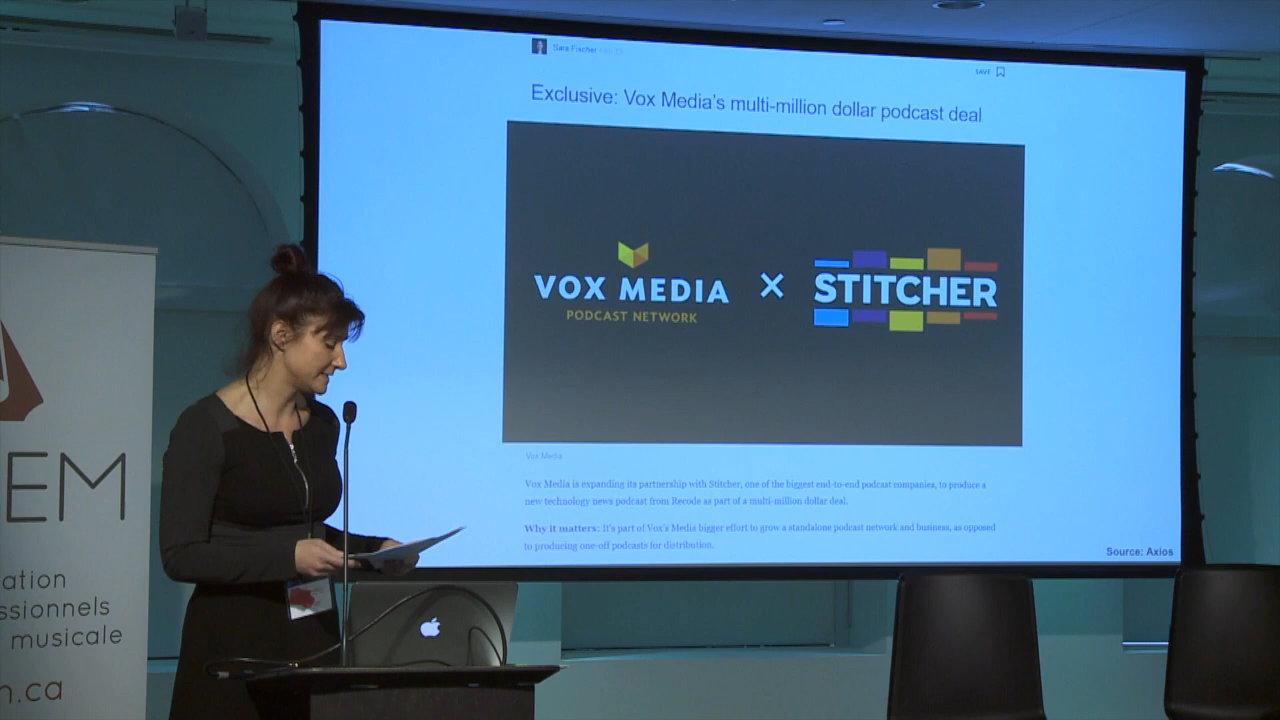 Sara Fischer
SAVE
Exclusive: Vox Media's multi-million dollar podcast deal
VOX MEDIA
PODCAST NETWORK
×
STITCHER
Vox Media
Vox Media is expanding its partnership with Stitcher, one of the biggest end-to-end podcast companies, to produce a
new technology news podcast from Recode as part of a multi-million dollar deal.
Why it matters: It's part of Vox's Media bigger effort to grow a standalone podcast network and business, as opposed
to producing one-off podcasts for distribution.
Source: Axios
EM
ation
ssionnels
musicale
n.ca